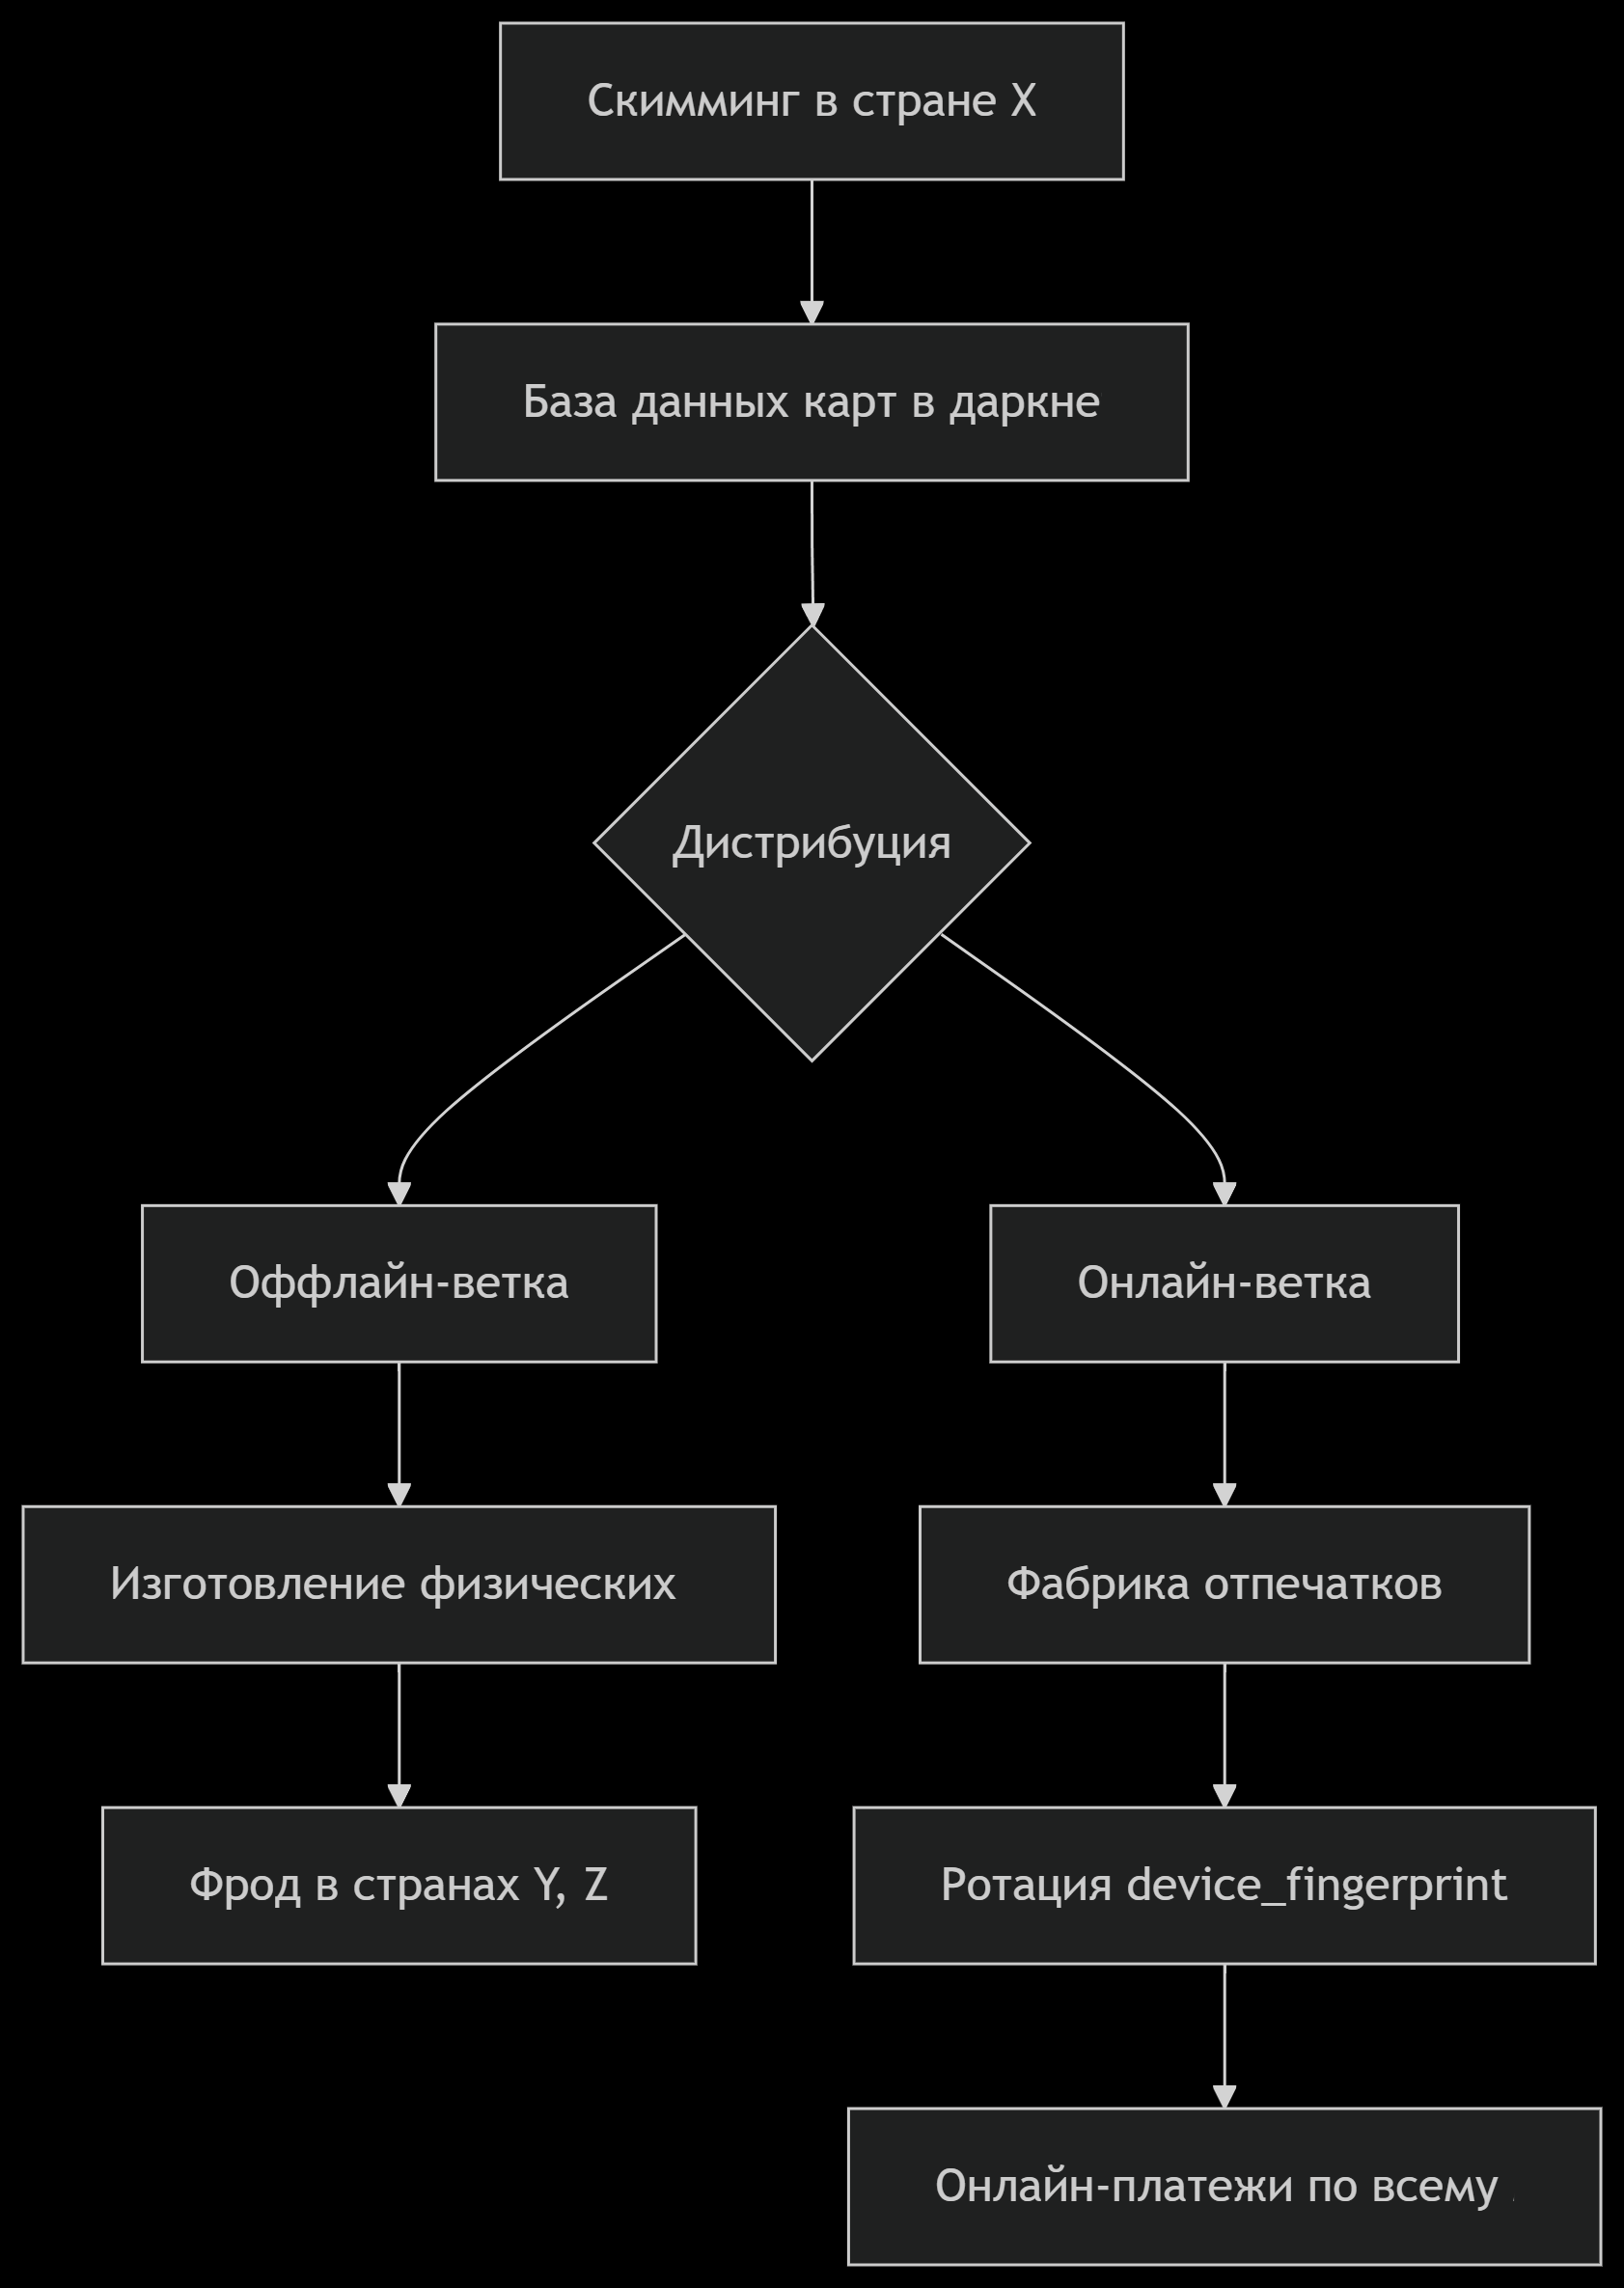 Скимминг в стране X
База данных карт в даркне
Дистрибуция
Оффлайн-ветка
Онлайн-ветка
Изготовление физических
Фабрика отпечатков
Фрод в странах Y, Z
Ротация device_fingerprint
Онлайн-платежи по всему